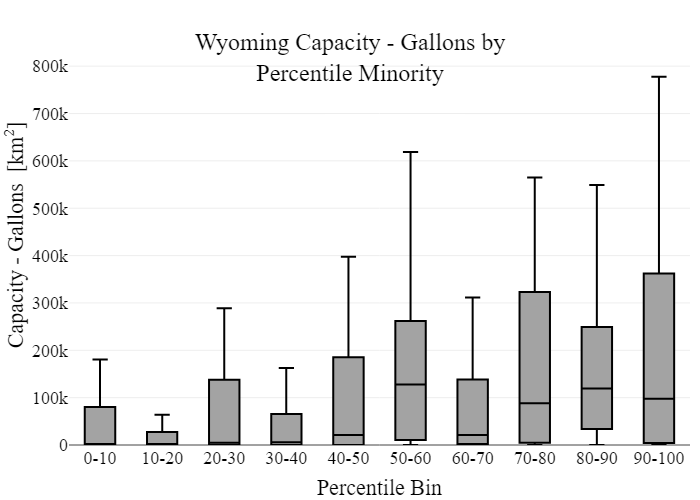 Wyoming Capacity - Gallons by
Percentile Minority
Capacity - Gallons [km²]
800k
700k
600k
500k
400k
300k
200k
100k
0
0-10 10-20 20-30 30-40 40-50 50-60 60-70 70-80 80-90 90-100
Percentile Bin